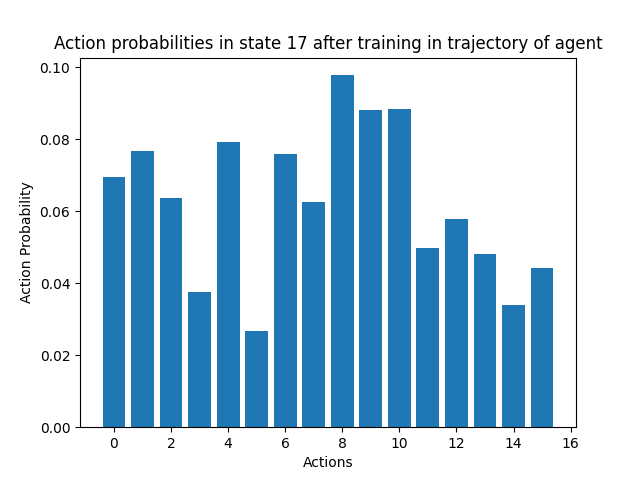 Action probabilities in state 17 after training in trajectory of agent
0.10
0.08
0.06
0.04
0.02
0.00
Action Probability
0 2 4 6 8 10 12 14 16
Actions